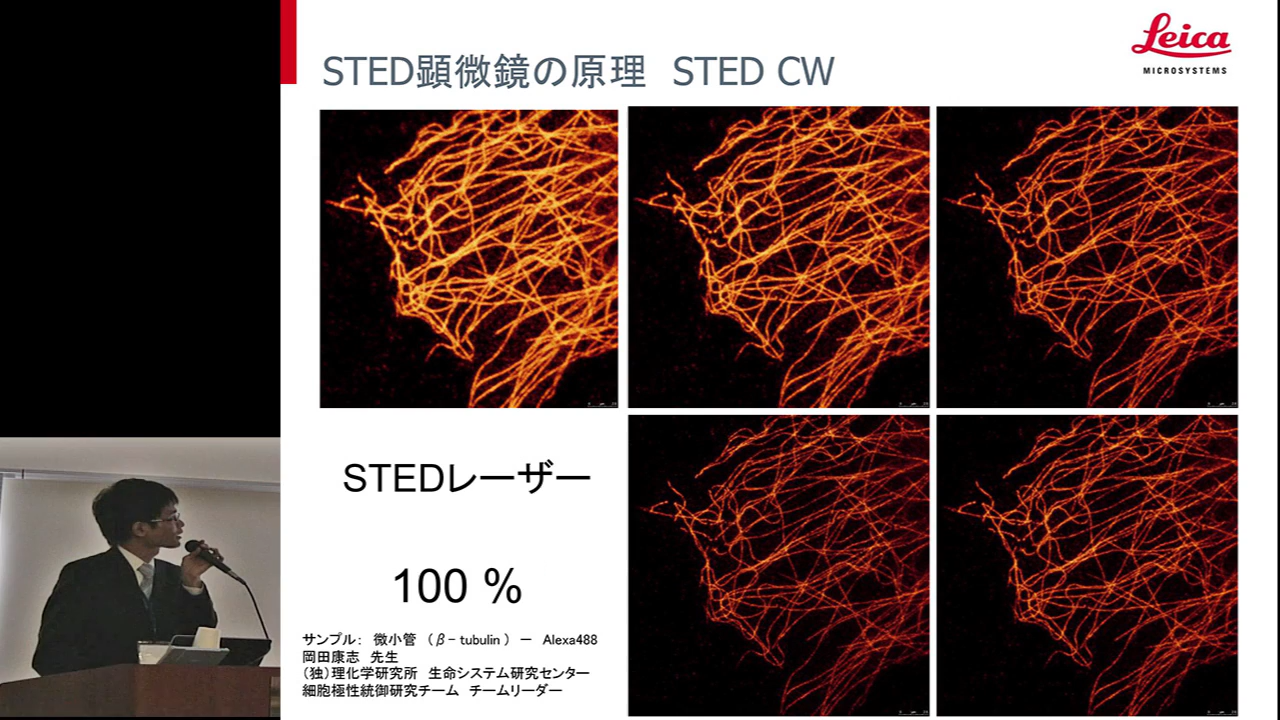 STED顕微鏡の原理 STED CW
Leica
MICROSYSTEMS
STEDレーザー
100 %
サンプル： 微小管 （β- tubulin ） － Alexa488
岡田康志 先生
（独）理化学研究所 生命システム研究センター
細胞極性統御研究チーム チームリーダー